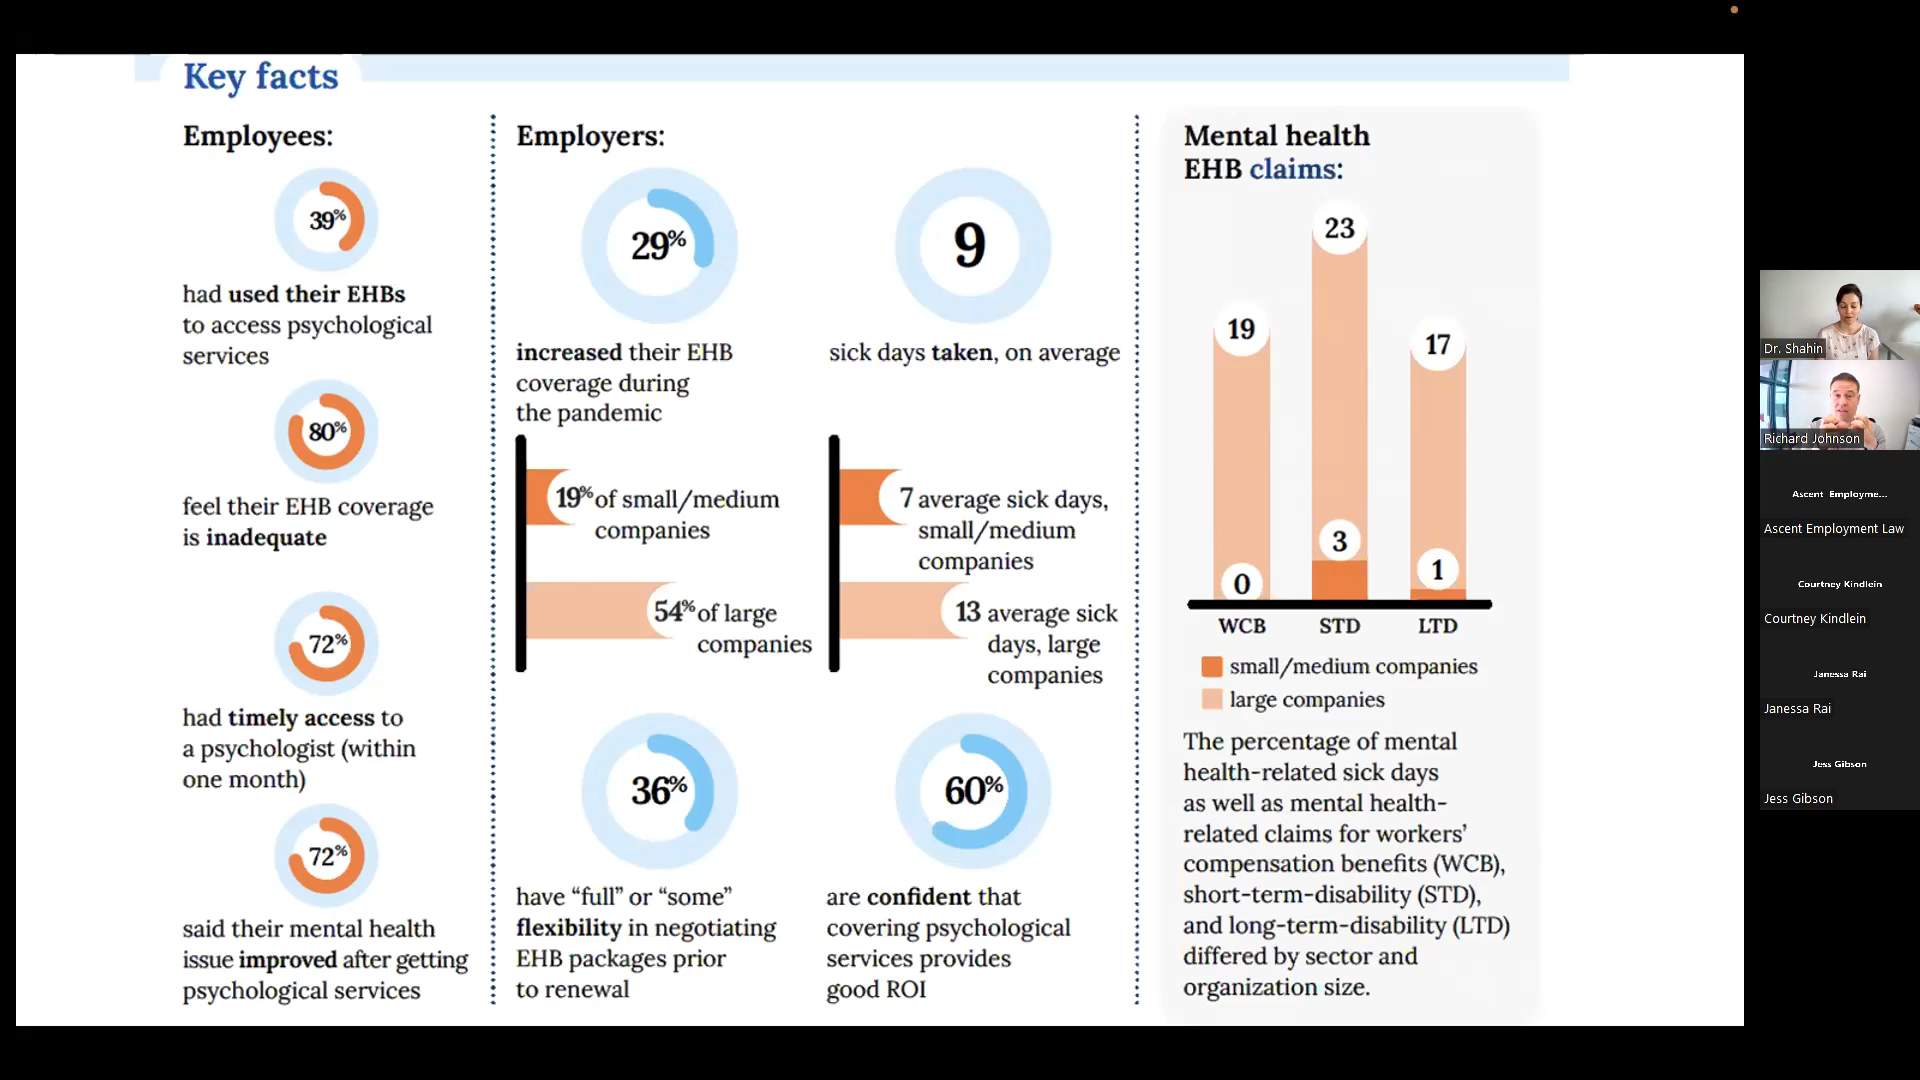 Key facts
Employees:
39%
had used their EHBs
to access psychological
services
80%
feel their EHB coverage
is inadequate
72%
had timely access to
a psychologist (within
one month)
72%
said their mental health
issue improved after getting
psychological services
Employers:
29%
increased their EHB
coverage during
the pandemic
19% of small/medium
companies
54% of large
companies
9
sick days taken, on average
7 average sick days,
small/medium
companies
13 average sick
days, large
companies
36%
have “full” or “some”
flexibility in negotiating
EHB packages prior
to renewal
60%
are confident that
covering psychological
services provides
good ROI
Mental health
EHB claims:
23
19
17
3
1
0
WCB STD LTD
small/medium companies
large companies
The percentage of mental
health-related sick days
as well as mental health-
related claims for workers’
compensation benefits (WCB),
short-term-disability (STD),
and long-term-disability (LTD)
differed by sector and
organization size.
Dr. Shahin
Richard Johnson
Ascent Employme...
Ascent Employment Law
Courtney Kindlein
Courtney Kindlein
Janessa Rai
Janessa Rai
Jess Gibson
Jess Gibson